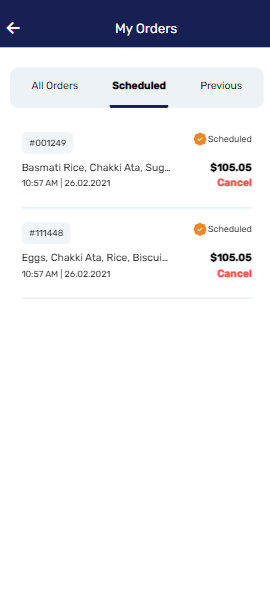 My Orders
All Orders Scheduled Previous
#001249 Scheduled
Basmati Rice, Chakki Ata, Sug... $105.05
10:57 AM | 26.02.2021 Cancel
#111448 Scheduled
Eggs, Chakki Ata, Rice, Biscui... $105.05
10:57 AM | 26.02.2021 Cancel